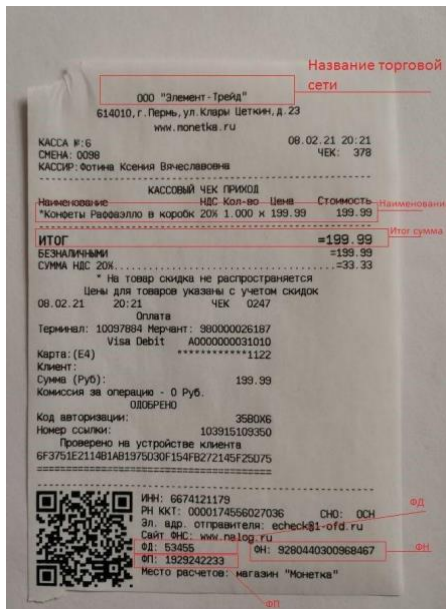 Название торговой
сети
ООО "Элемент-Трейд"
614010,г.Пермь,ул.Клары Цеткин,д.23
www.monetka.ru
КАССА №:6 08.02.21 20:21
СМЕНА: 0098 ЧЕК: 378
КАССИР:Фотина Ксения Вячеславовна
КАССОВЫЙ ЧЕК ПРИХОД
Наименование НДС Кол-во Цена Стоимость
Наименовани
*Конфеты Раффаэлло в коробк 20% 1.000 х 199.99 199.99
ИТОГ =199.99
Итог сумма
БЕЗНАЛИЧНЫМИ =199.99
СУММА НДС 20%......................=33.33
* На товар скидка не распространяется
Цены для товаров указаны с учетом скидок
08.02.21 20:21 ЧЕК 0247
Оплата
Терминал: 10097884 Мерчант: 980000026187
Visa Debit A0000000031010
Карта:(E4) ************1122
Клиент:
Сумма (Руб): 199.99
Комиссия за операцию - 0 Руб.
ОДОБРЕНО
Код авторизации: 35B0X6
Номер ссылки: 103915109350
Проверено на устройстве клиента
6F3751E2114B1AB1975D30F154FB272145F25D75
ИНН: 6674121179
РН ККТ: 0000174556027036 СНО: ОСН
Эл. адр. отправителя: echeck@1-ofd.ru
ФД
Сайт ФНС: www.nalog.ru
ФД: 53455 ФН: 9280440300968467
ФН
ФП: 1929242233
Место расчетов: магазин "Монетка"
ФП